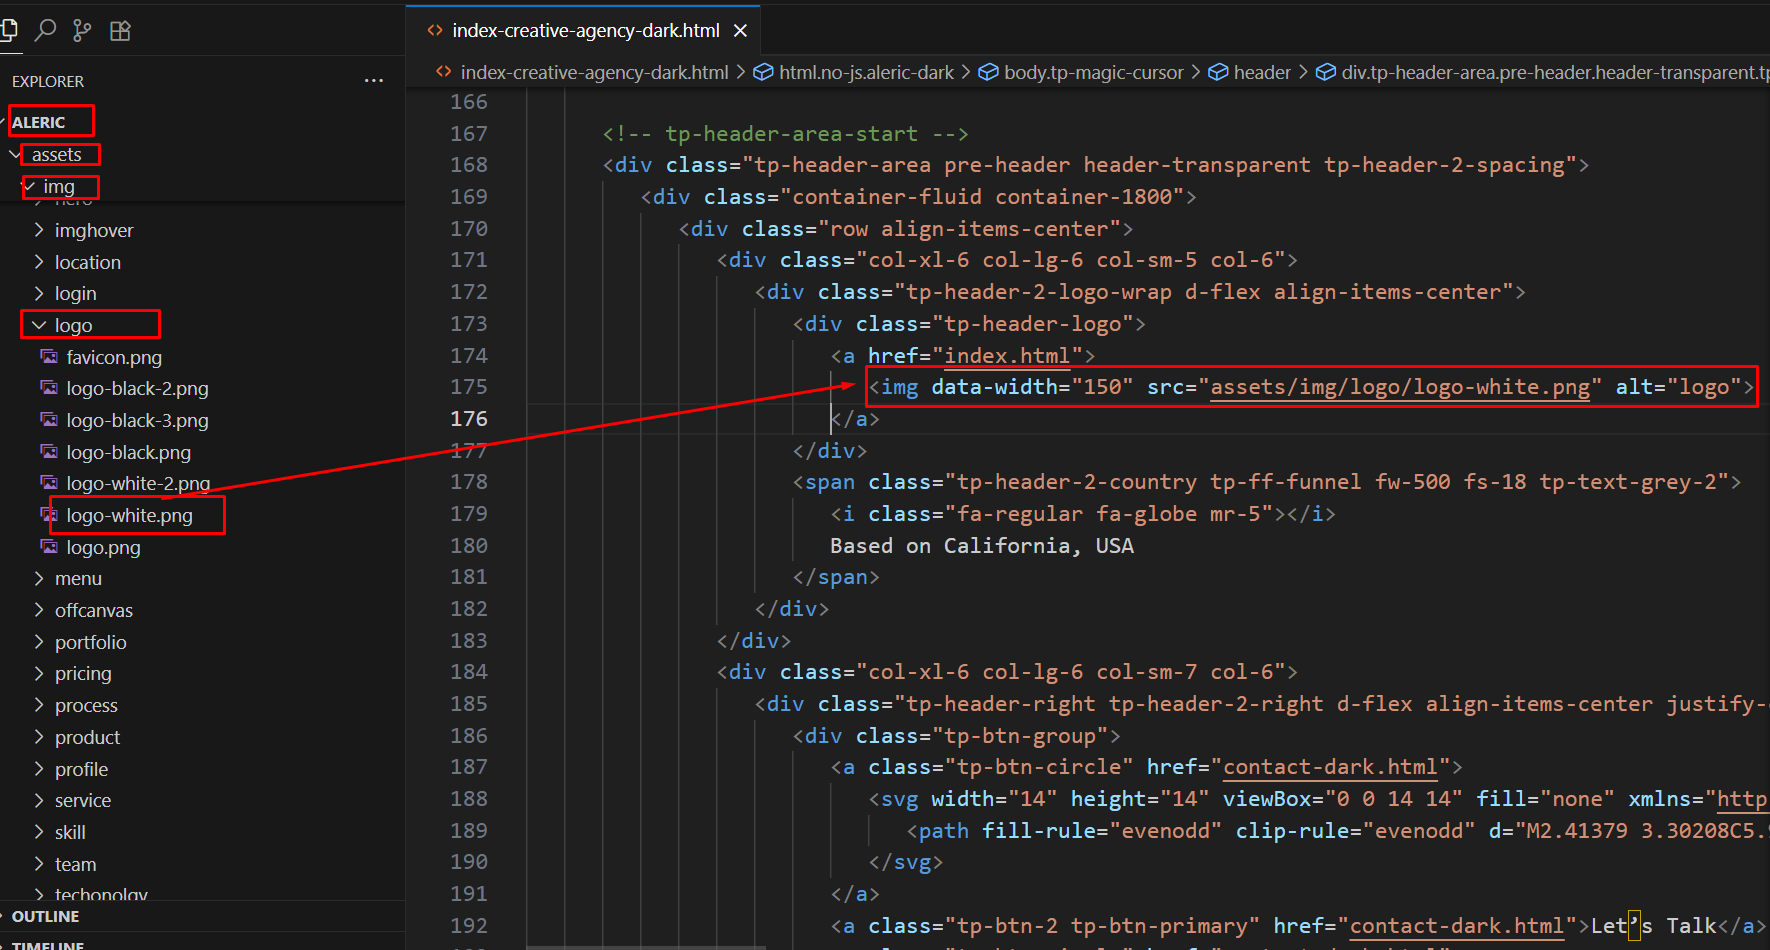 index-creative-agency-dark.html
EXPLORER
index-creative-agency-dark.html > html.no-js.aleric-dark > body.tp-magic-cursor > header > div.tp-header-area.pre-header.header-transparent.tp
ALERIC
assets
img
hero
imghover
location
login
logo
favicon.png
logo-black-2.png
logo-black-3.png
logo-black.png
logo-white-2.png
logo-white.png
logo.png
menu
offcanvas
portfolio
pricing
process
product
profile
service
skill
team
techonolgy
OUTLINE
TIMELINE
166
167 <!-- tp-header-area-start -->
168 <div class="tp-header-area pre-header header-transparent tp-header-2-spacing">
169 <div class="container-fluid container-1800">
170 <div class="row align-items-center">
171 <div class="col-xl-6 col-lg-6 col-sm-5 col-6">
172 <div class="tp-header-2-logo-wrap d-flex align-items-center">
173 <div class="tp-header-logo">
174 <a href="index.html">
175 <img data-width="150" src="assets/img/logo/logo-white.png" alt="logo">
176 </a>
177 </div>
178 <span class="tp-header-2-country tp-ff-funnel fw-500 fs-18 tp-text-grey-2">
179 <i class="fa-regular fa-globe mr-5"></i>
180 Based on California, USA
181 </span>
182 </div>
183 </div>
184 <div class="col-xl-6 col-lg-6 col-sm-7 col-6">
185 <div class="tp-header-right tp-header-2-right d-flex align-items-center justify-
186 <div class="tp-btn-group">
187 <a class="tp-btn-circle" href="contact-dark.html">
188 <svg width="14" height="14" viewBox="0 0 14 14" fill="none" xmlns="http
189 <path fill-rule="evenodd" clip-rule="evenodd" d="M2.41379 3.30208C5.
190 </svg>
191 </a>
192 <a class="tp-btn-2 tp-btn-primary" href="contact-dark.html">Let’s Talk</a>